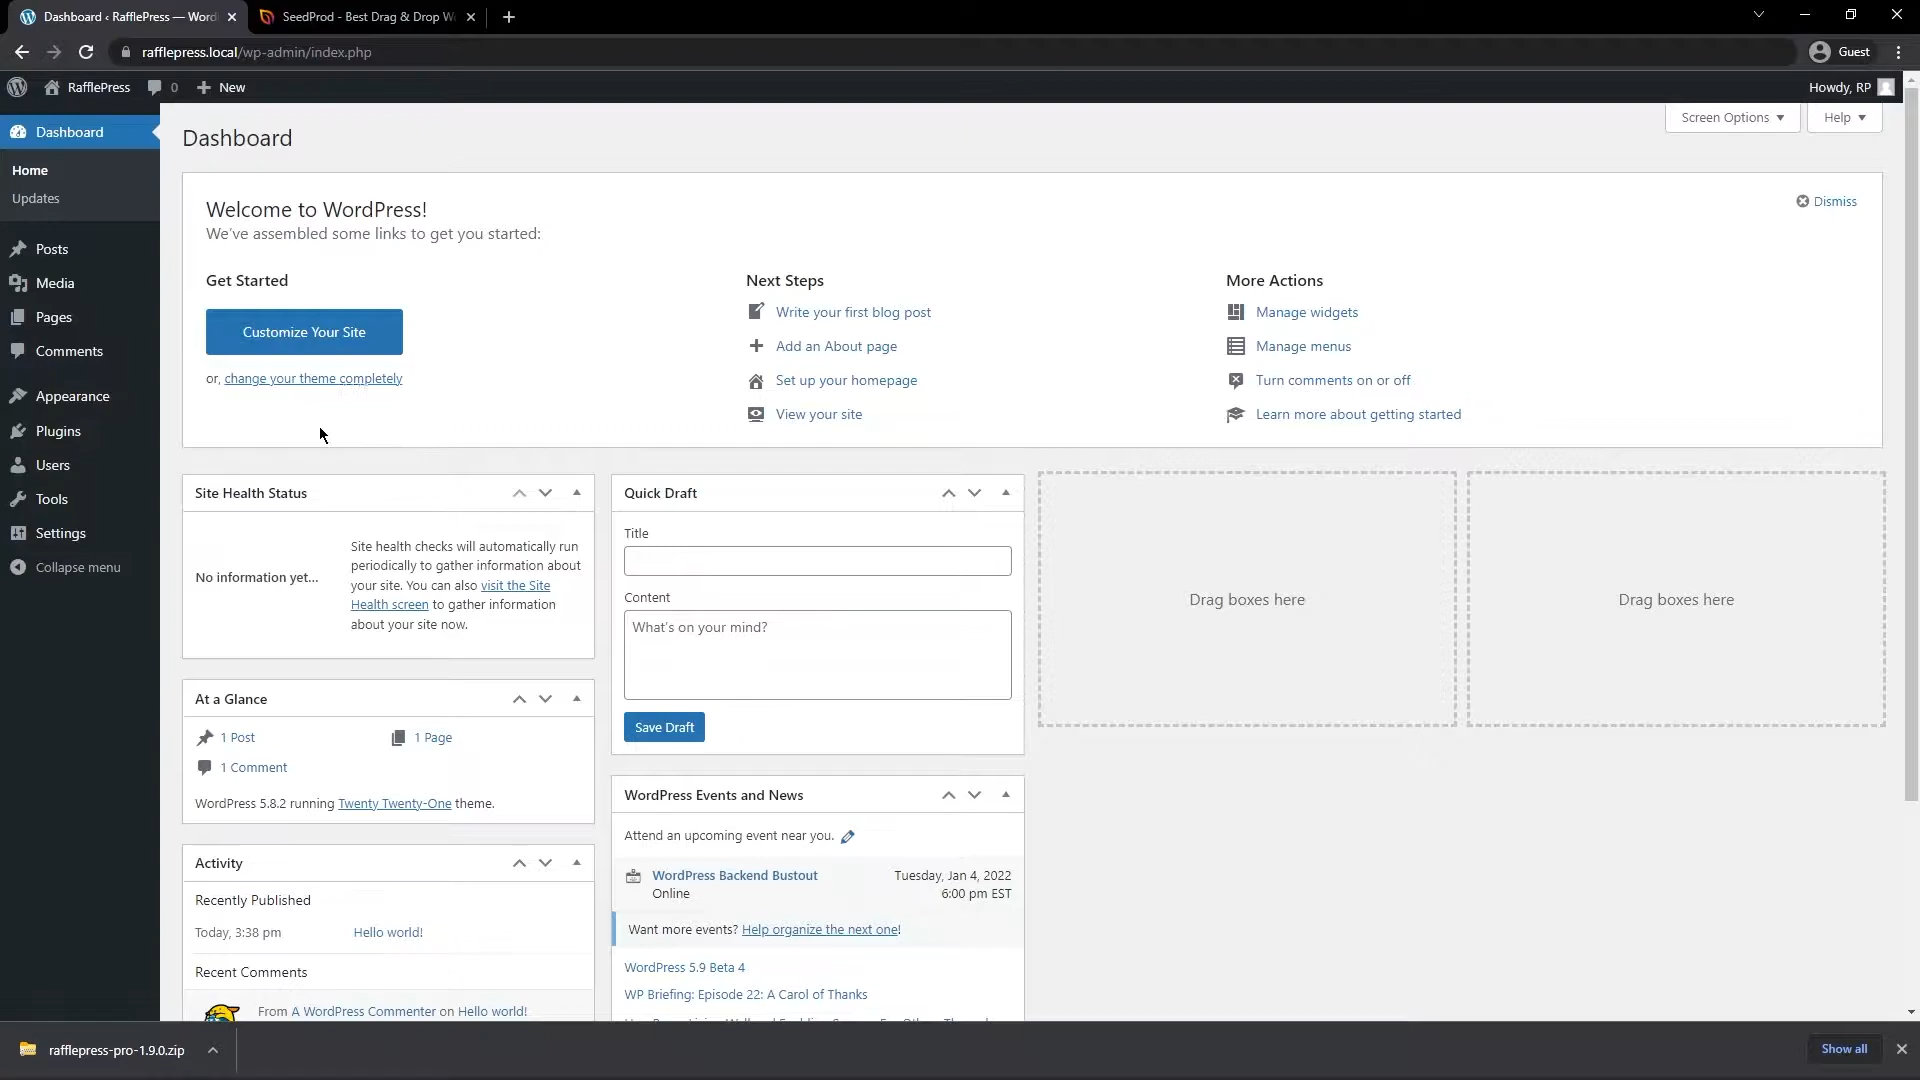 Dashboard ‹ RafflePress — Word
SeedProd - Best Drag & Drop W
rafflepress.local/wp-admin/index.php
Guest
RafflePress
0
New
Howdy, RP
Dashboard
Home
Updates
Posts
Media
Pages
Comments
Appearance
Plugins
Users
Tools
Settings
Collapse menu
Dashboard
Screen Options
Help
Welcome to WordPress!
We've assembled some links to get you started:
Dismiss
Get Started
Customize Your Site
or, change your theme completely
Next Steps
Write your first blog post
Add an About page
Set up your homepage
View your site
More Actions
Manage widgets
Manage menus
Turn comments on or off
Learn more about getting started
Site Health Status
No information yet...
Site health checks will automatically run
periodically to gather information about
your site. You can also visit the Site
Health screen to gather information
about your site now.
At a Glance
1 Post
1 Page
1 Comment
WordPress 5.8.2 running Twenty Twenty-One theme.
Activity
Recently Published
Today, 3:38 pm
Hello world!
Recent Comments
From A WordPress Commenter on Hello world!
Quick Draft
Title
Content
What's on your mind?
Save Draft
WordPress Events and News
Attend an upcoming event near you.
WordPress Backend Bustout
Online
Tuesday, Jan 4, 2022
6:00 pm EST
Want more events? Help organize the next one!
WordPress 5.9 Beta 4
WP Briefing: Episode 22: A Carol of Thanks
Drag boxes here
Drag boxes here
rafflepress-pro-1.9.0.zip
Show all